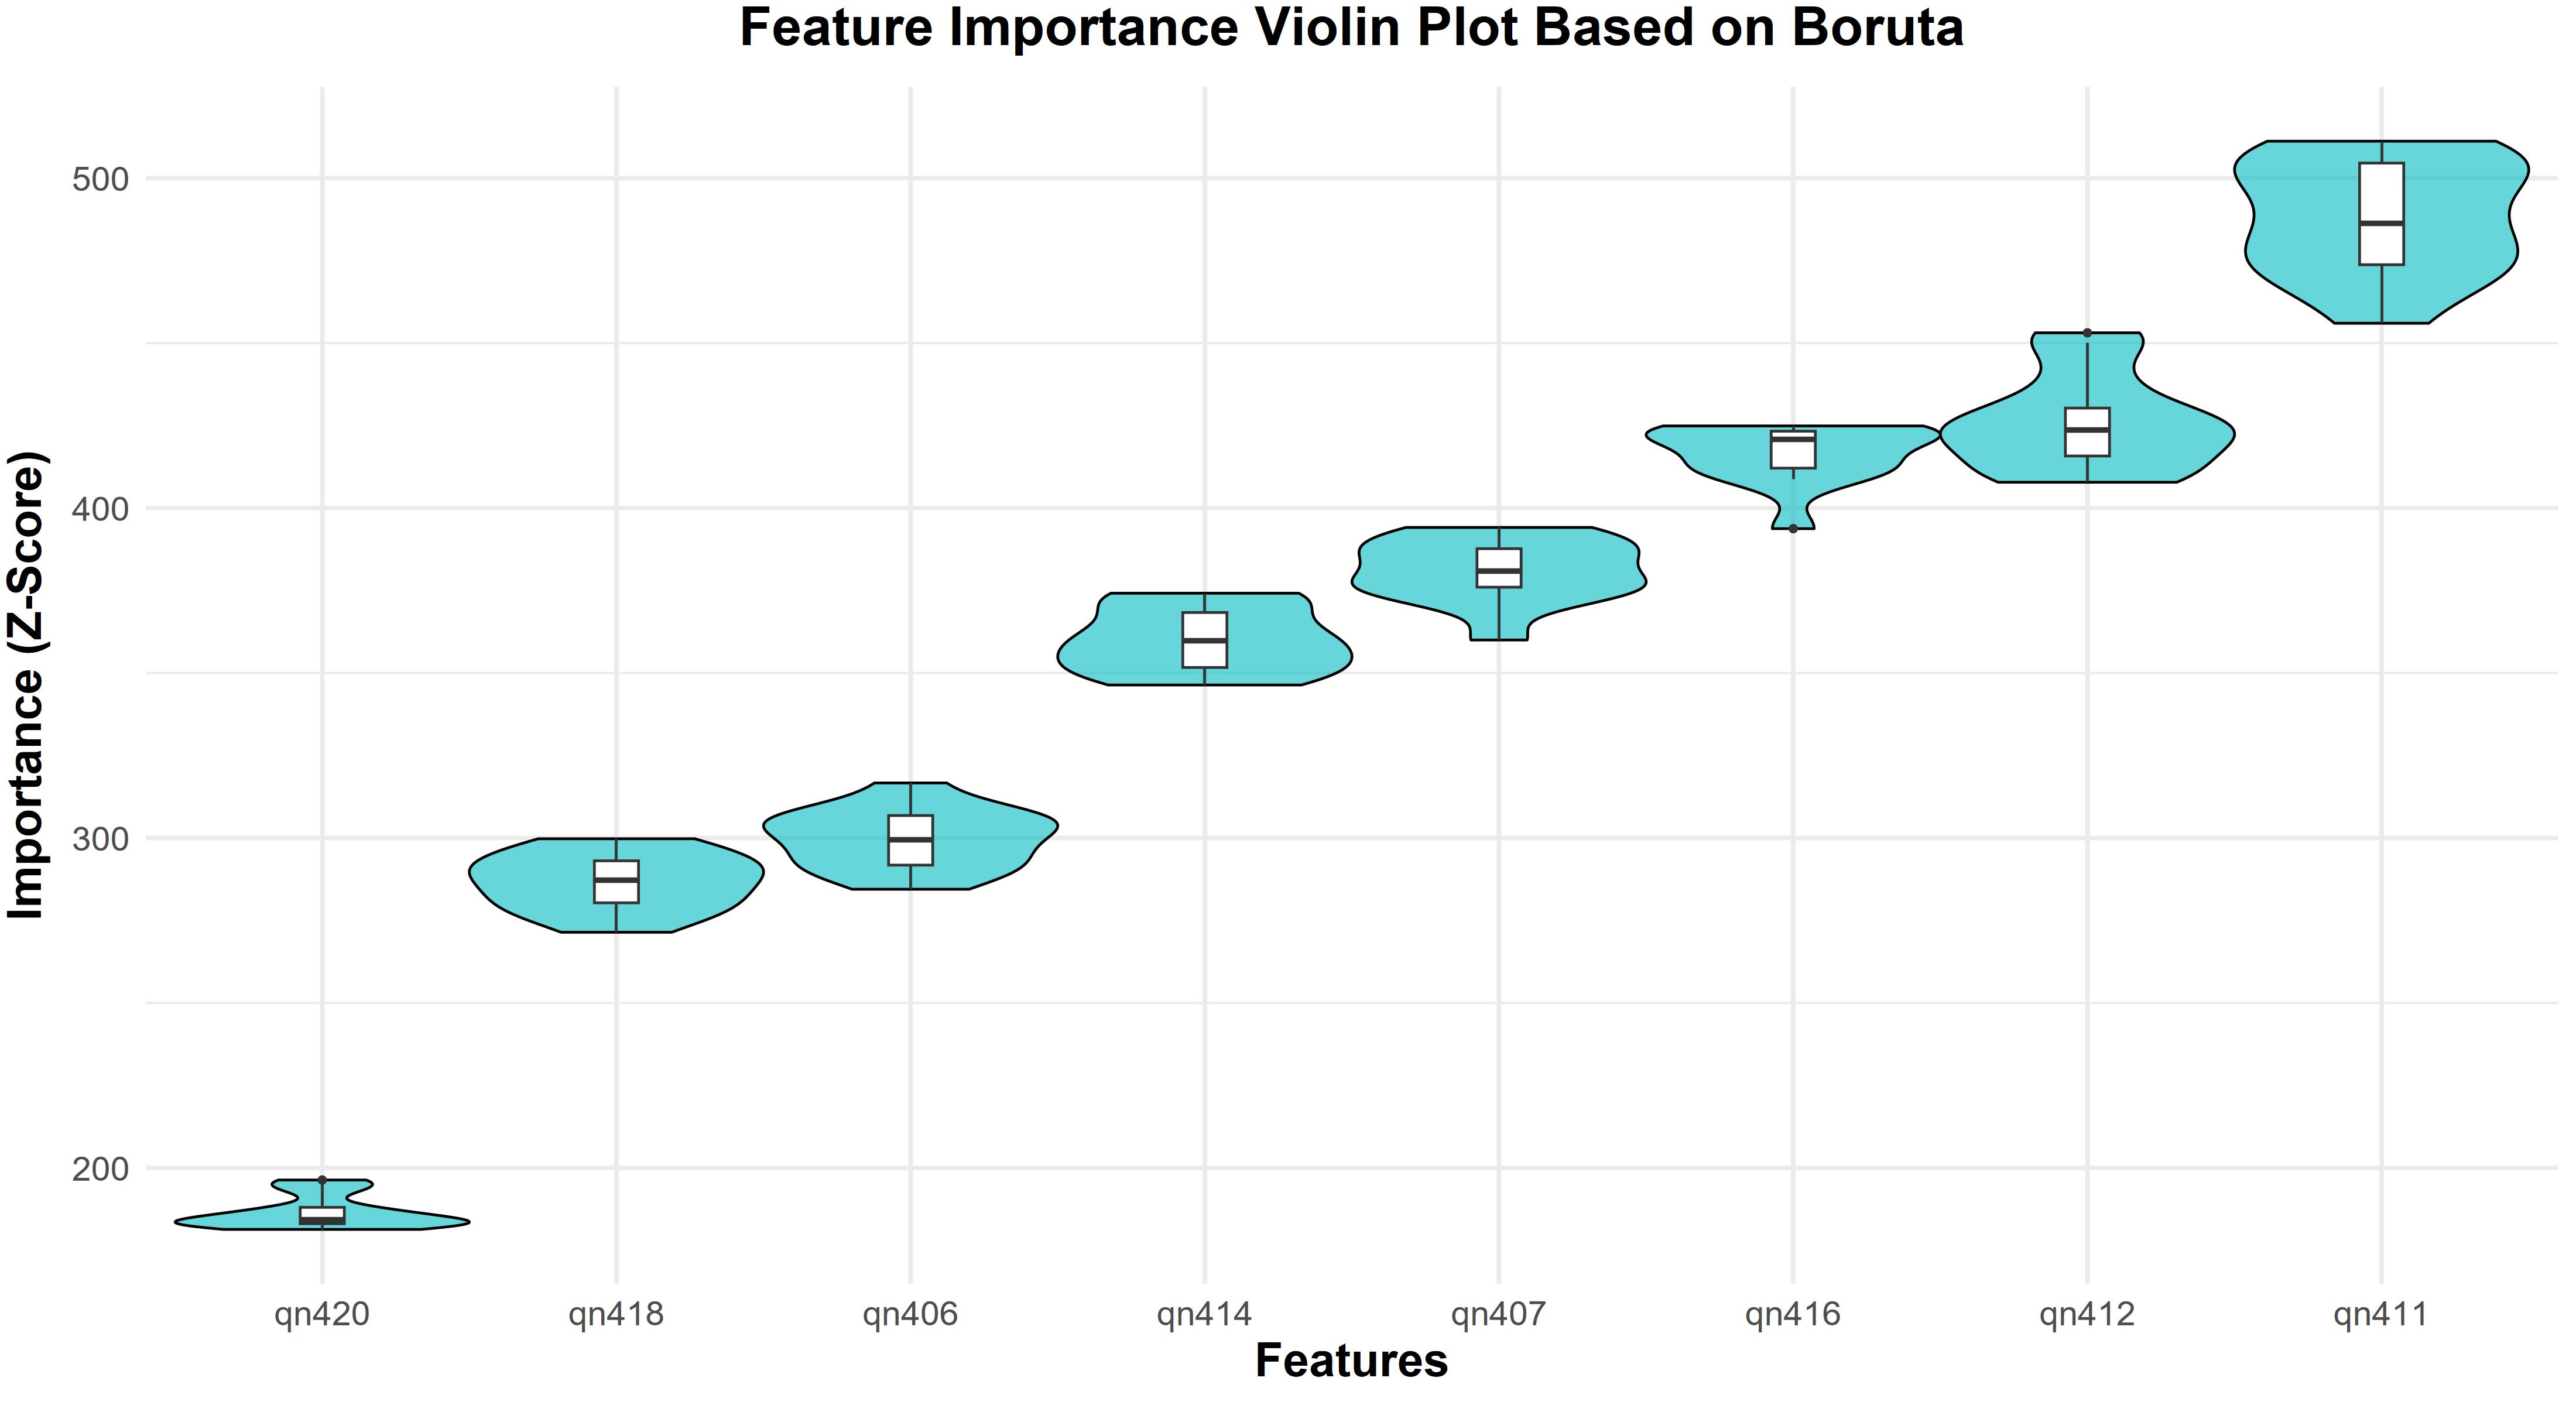 Feature Importance Violin Plot Based on Boruta
Importance (Z-Score)
500
400
300
200
qn420 qn418 qn406 qn414 qn407 qn416 qn412 qn411
Features